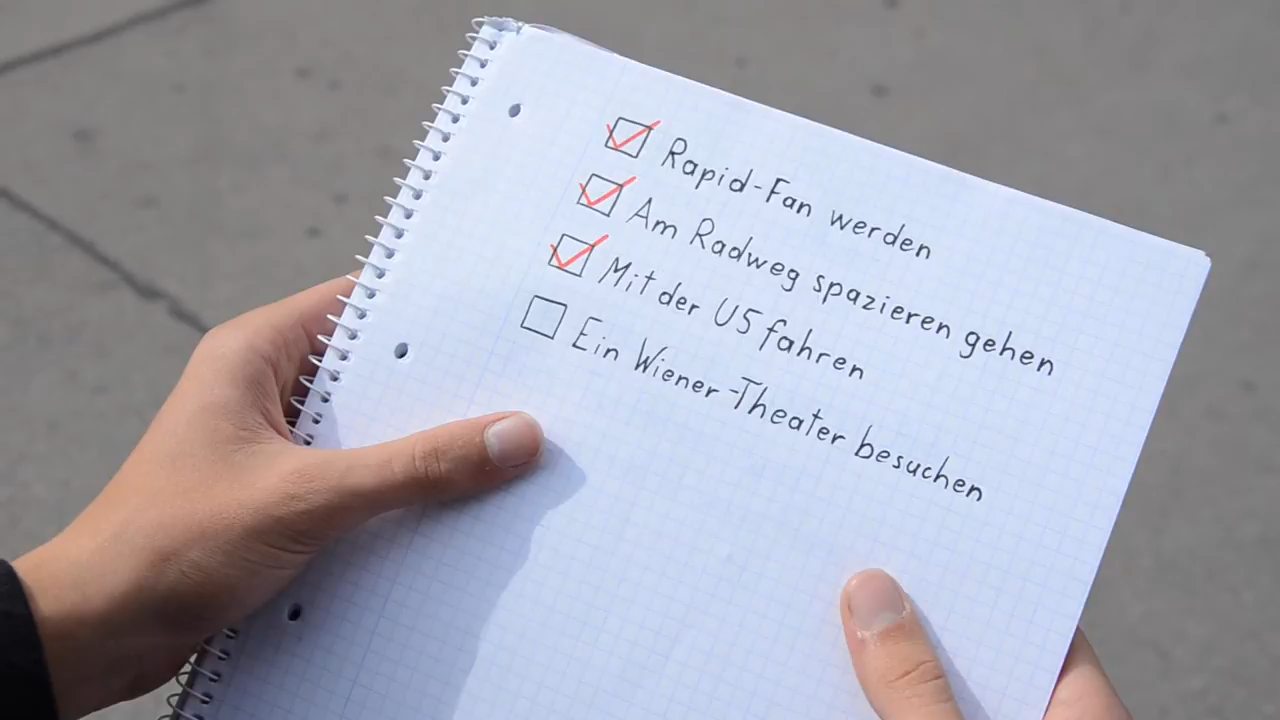 Rapid-Fan werden
Am Radweg spazieren gehen
Mit der U5 fahren
Ein Wiener-Theater besuchen